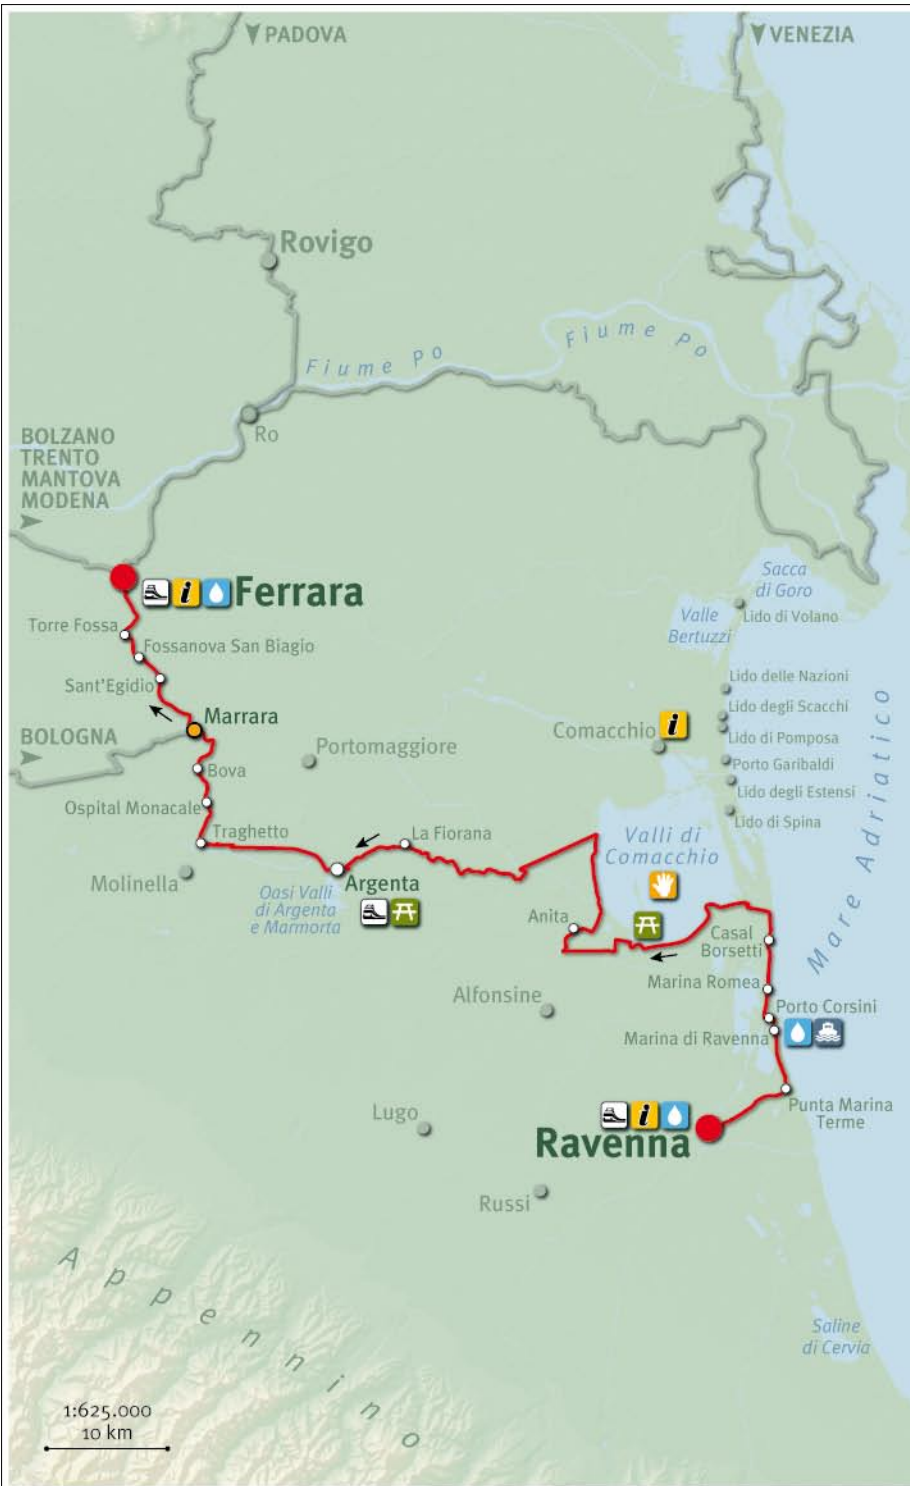 PADOVA
VENEZIA
Rovigo
Fiume Po
Fiume Po
Ro
BOLZANO
TRENTO
MANTOVA
MODENA
i
Ferrara
Sacca
di Goro
Lido di Volano
Valle
Bertuzzi
Torre Fossa
Fossanova San Biagio
Sant'Egidio
Lido delle Nazioni
Lido degli Scacchi
Marrara
BOLOGNA
Portomaggiore
Comacchio
i
Lido di Pomposa
Porto Garibaldi
Lido degli Estensi
Lido di Spina
Mare Adriatico
Bova
Ospital Monacale
Traghetto
La Fiorana
Valli di
Comacchio
Molinella
Argenta
Oasi Valli
di Argenta
e Marmorta
Anita
Casal
Borsetti
Marina Romea
Alfonsine
Porto Corsini
Marina di Ravenna
Punta Marina
Terme
Lugo
i
Ravenna
Russi
Appennino
Saline
di Cervia
1:625.000
10 km